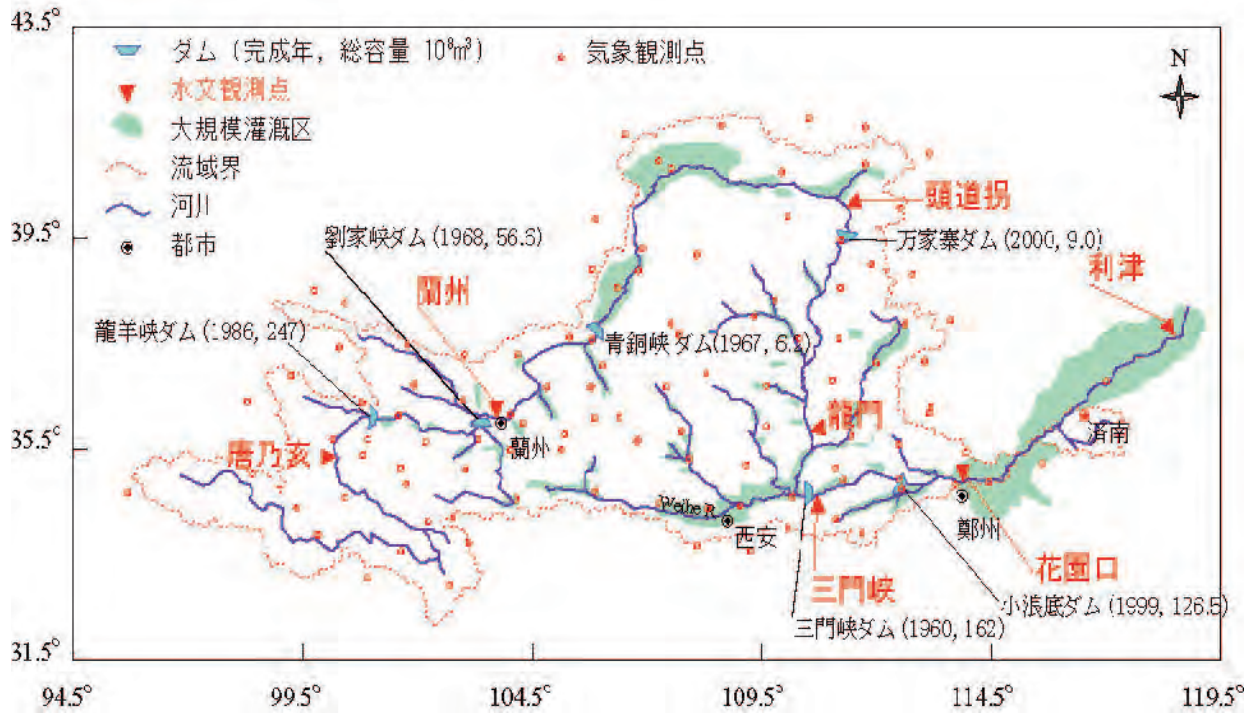 43.5°
39.5°
35.5°
31.5°
94.5°
99.5°
104.5°
109.5°
114.5°
119.5°
ダム（完成年，総容量 10⁸m³）
気象観測点
水文観測点
大規模灌漑区
流域界
河川
都市
N
劉家峡ダム(1968, 56.5)
蘭州
龍羊峡ダム(1986, 247)
青銅峡ダム(1967, 6.2)
頭道拐
万家寨ダム(2000, 9.0)
利津
龍門
唐乃亥
蘭州
済南
Weihe R.
西安
鄭州
三門峡
花園口
小浪底ダム(1999, 126.5)
三門峡ダム(1960, 162)